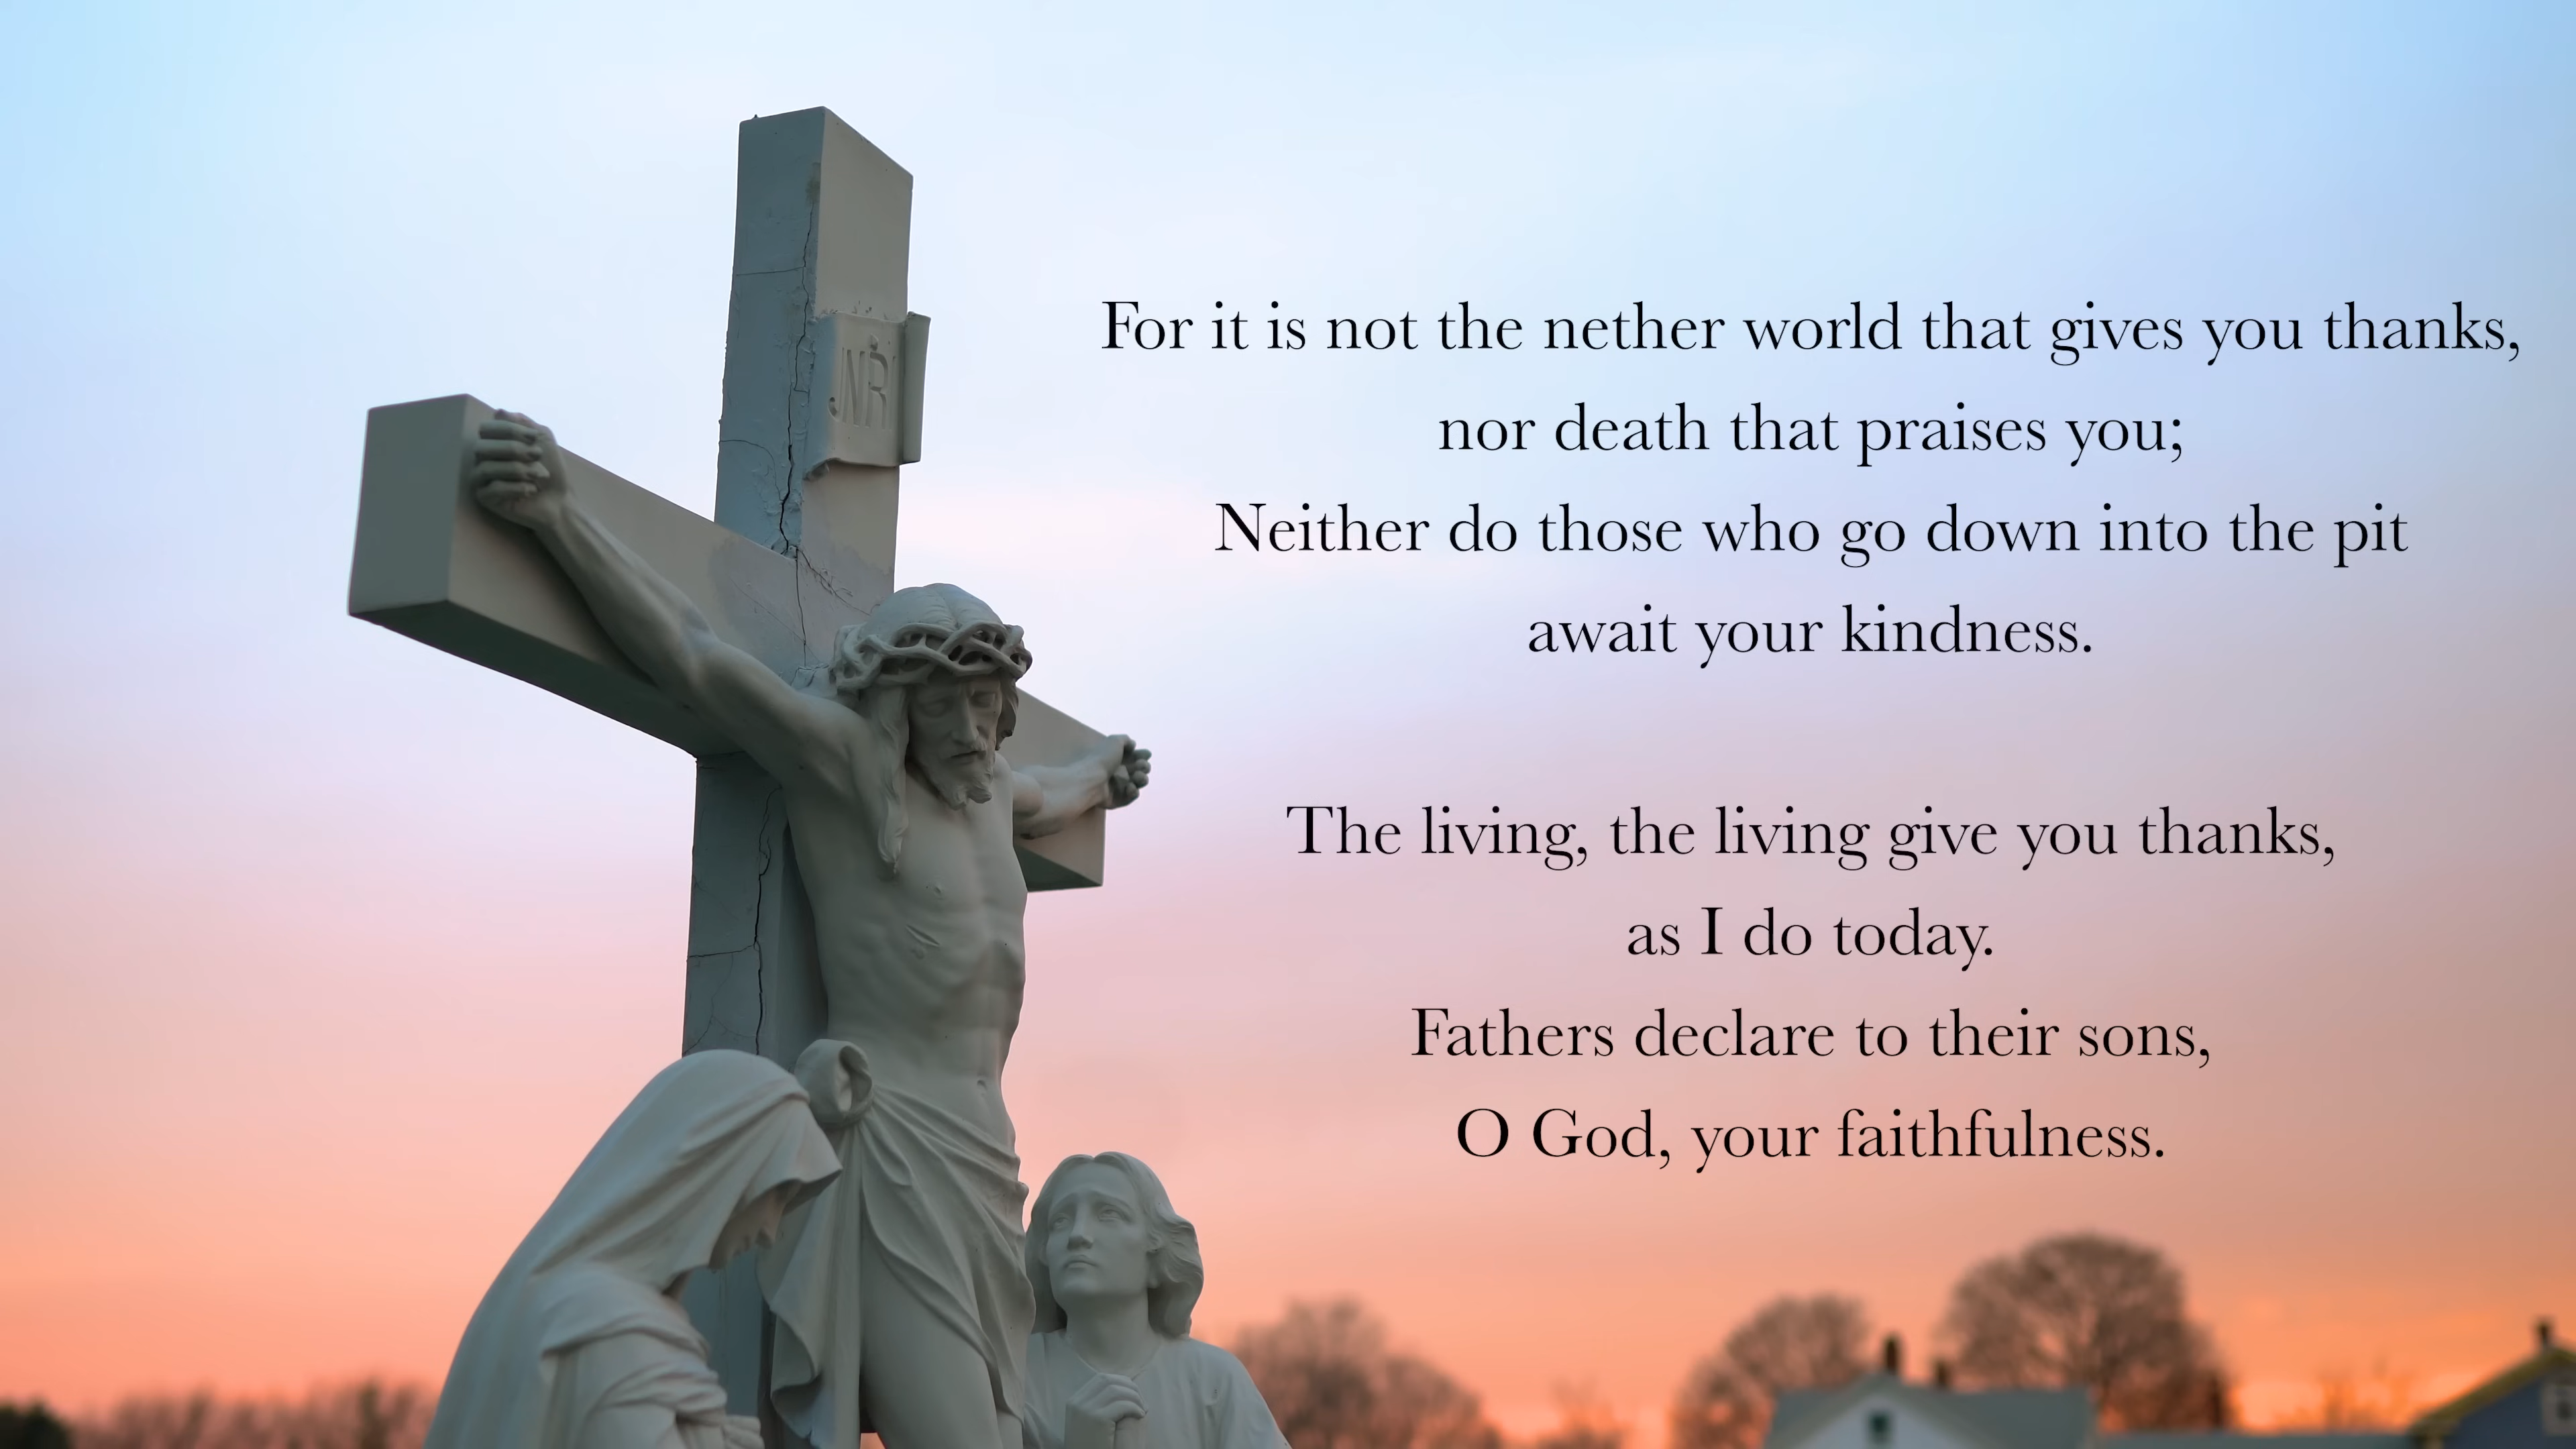 JNRI
For it is not the nether world that gives you thanks,
nor death that praises you;
Neither do those who go down into the pit
await your kindness.
The living, the living give you thanks,
as I do today.
Fathers declare to their sons,
O God, your faithfulness.